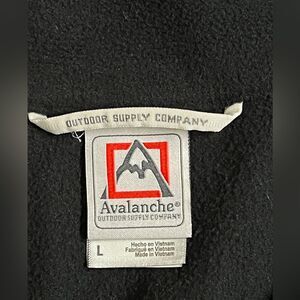 OUTDOOR SUPPLY COMPANY
Avalanche®
OUTDOOR SUPPLY COMPANY
L
Hecho en Vietnam
Fabriqué en Vietnam
Made in Vietnam